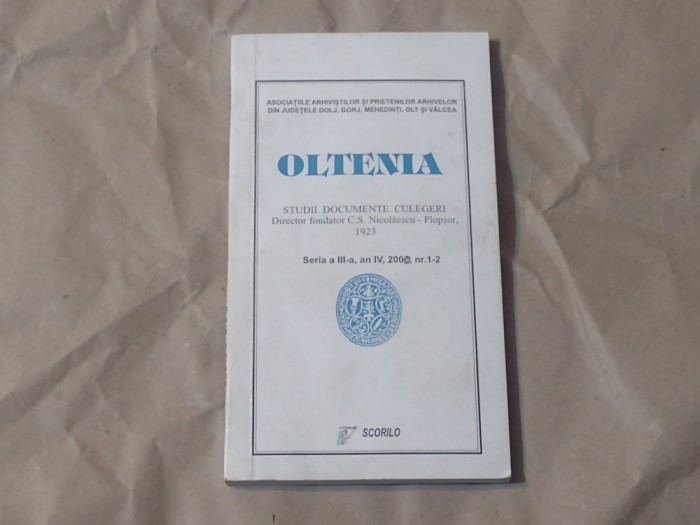 ASOCIAȚIILE ARHIVIȘTILOR ȘI PRIETENILOR ARHIVELOR
DIN JUDEȚELE DOLJ, GORJ, MEHEDINȚI, OLT ȘI VÂLCEA
OLTENIA
STUDII. DOCUMENTE. CULEGERI
Director fondator C.S. Nicolăescu - Plopșor,
1923
Seria a III-a, an IV, nr.1-2
SCORILO